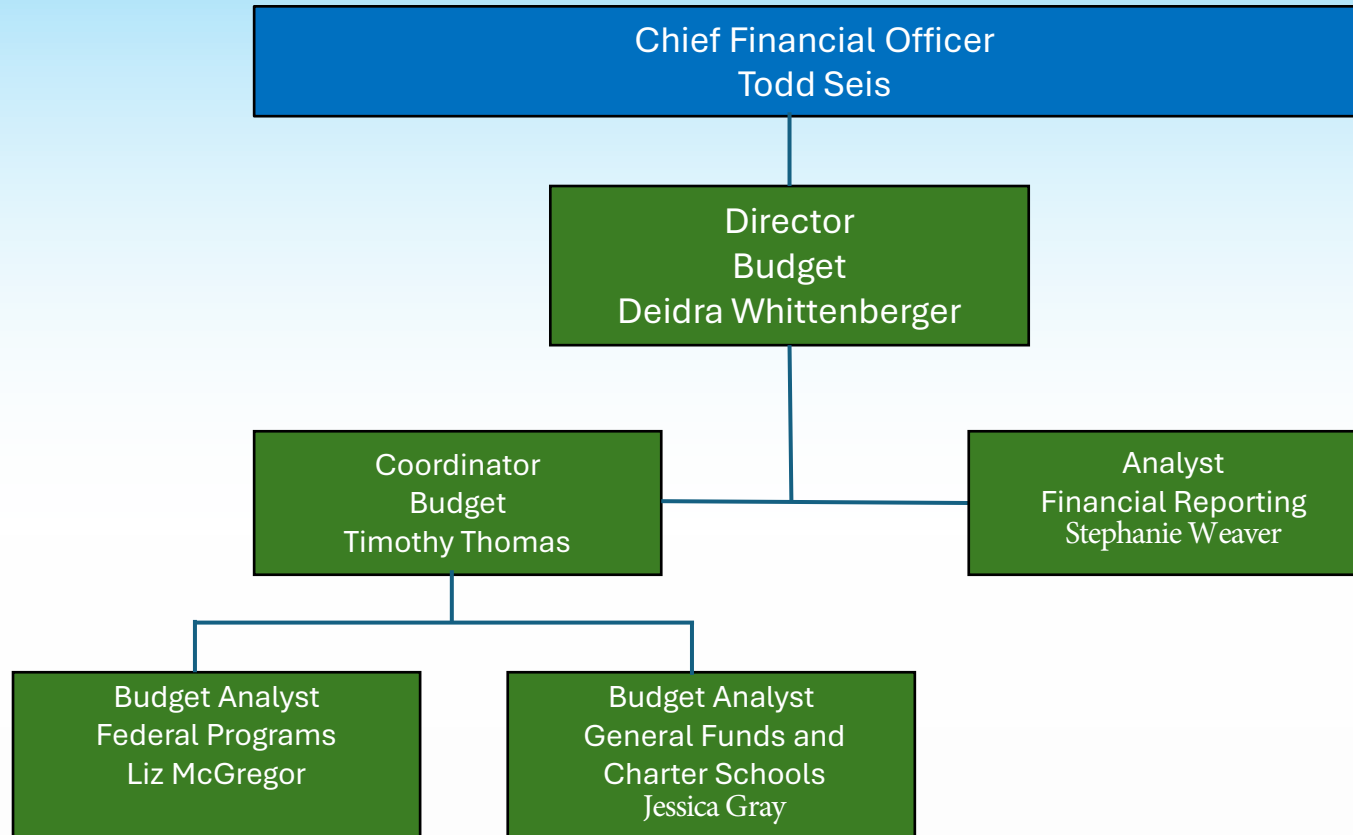 Chief Financial Officer
Todd Seis
Director
Budget
Deidra Whittenberger
Coordinator
Budget
Timothy Thomas
Analyst
Financial Reporting
Stephanie Weaver
Budget Analyst
Federal Programs
Liz McGregor
Budget Analyst
General Funds and
Charter Schools
Jessica Gray